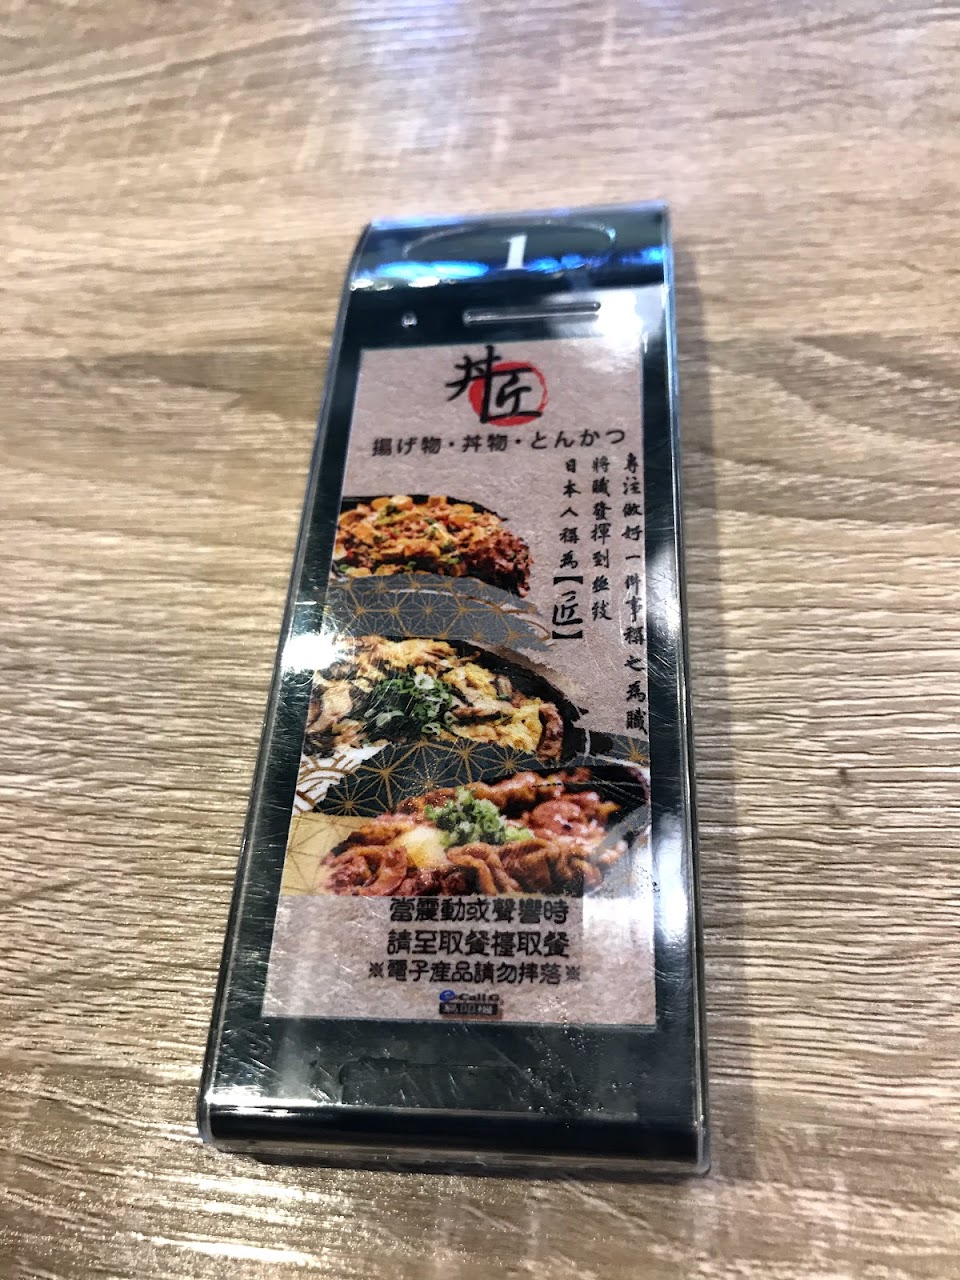 1
丼匠
揚げ物・丼物・とんかつ
專注做好一件事稱之為職
將職發揮到極致
日本人稱為【匠】
當震動或聲響時
請至取餐檯取餐
※電子產品請勿摔落※
e-Call G.